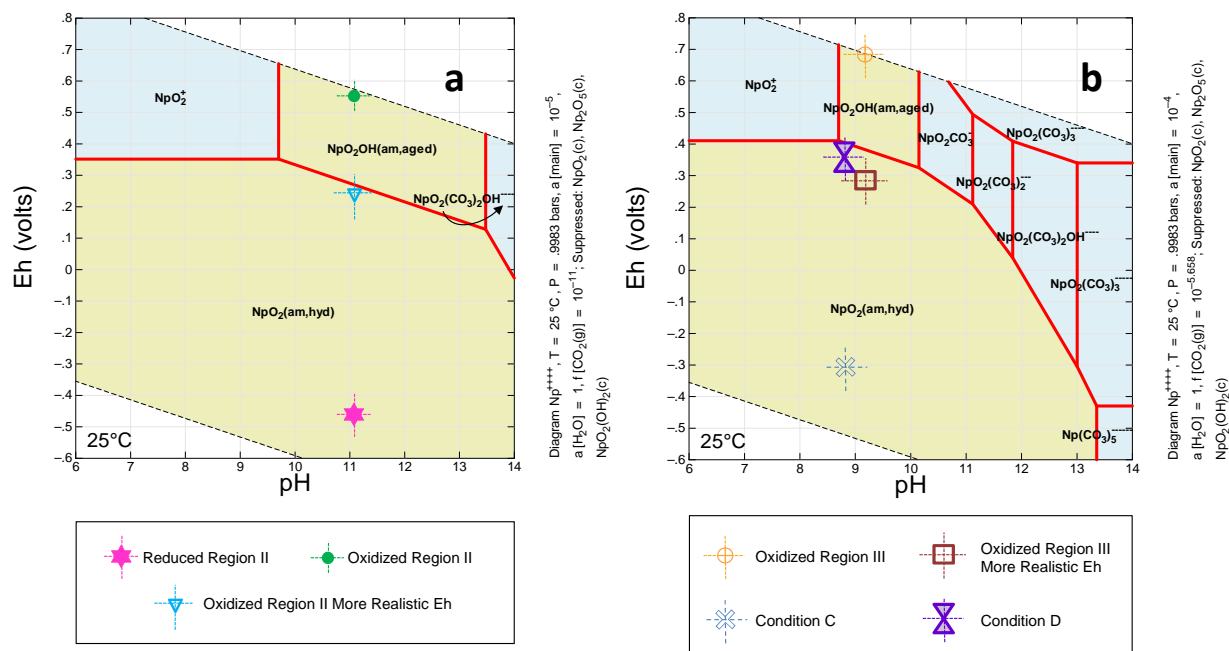 a
Eh (volts)
.8
.7
.6
.5
.4
.3
.2
.1
0
-.1
-.2
-.3
-.4
-.5
-.6
NpO₂⁺
NpO₂OH(am,aged)
NpO₂(CO₃)₂OH⁻⁻⁻⁻
NpO₂(am,hyd)
25°C
6 7 8 9 10 11 12 13 14
pH
Diagram Np⁺⁺⁺⁺, T = 25 °C, P = .9983 bars, a [main] = 10⁻⁵,
a [H₂O] = 1, f [CO₂(g)] = 10⁻¹¹; Suppressed: NpO₂(c), Np₂O₅(c),
NpO₂(OH)₂(c)
Reduced Region II
Oxidized Region II
Oxidized Region II More Realistic Eh
b
Eh (volts)
.8
.7
.6
.5
.4
.3
.2
.1
0
-.1
-.2
-.3
-.4
-.5
-.6
NpO₂⁺
NpO₂OH(am,aged)
NpO₂CO₃⁻
NpO₂(CO₃)₃⁻⁻⁻⁻
NpO₂(CO₃)₂⁻⁻⁻
NpO₂(CO₃)₂OH⁻⁻⁻⁻
NpO₂(CO₃)₃⁻⁻⁻⁻⁻
NpO₂(am,hyd)
Np(CO₃)₅⁻⁻⁻⁻⁻⁻
25°C
6 7 8 9 10 11 12 13 14
pH
Diagram Np⁺⁺⁺⁺, T = 25 °C, P = .9983 bars, a [main] = 10⁻⁴,
a [H₂O] = 1, f [CO₂(g)] = 10⁻⁵·⁶⁵⁸; Suppressed: NpO₂(c), Np₂O₅(c),
NpO₂(OH)₂(c)
Oxidized Region III
Oxidized Region III
More Realistic Eh
Condition C
Condition D